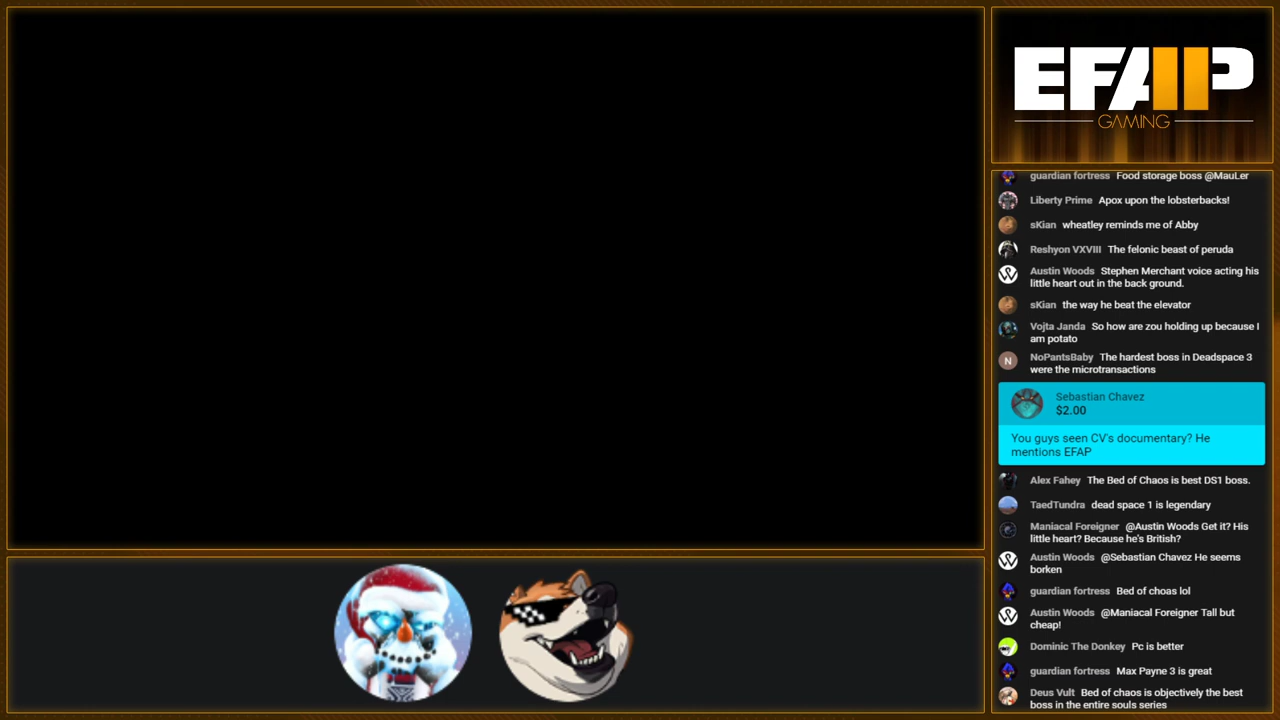 EFAP
GAMING
guardian fortress Food storage boss @MauLer
Liberty Prime Apox upon the lobsterbacks!
sKian wheatley reminds me of Abby
Reshyon VXVIII The felonic beast of peruda
Austin Woods Stephen Merchant voice acting his
little heart out in the back ground.
sKian the way he beat the elevator
Vojta Janda So how are zou holding up because I
am potato
N
NoPantsBaby The hardest boss in Deadspace 3
were the microtransactions
Sebastian Chavez
$2.00
You guys seen CV's documentary? He
mentions EFAP
Alex Fahey The Bed of Chaos is best DS1 boss.
TaedTundra dead space 1 is legendary
Maniacal Foreigner @Austin Woods Get it? His
little heart? Because he's British?
Austin Woods @Sebastian Chavez He seems
borken
guardian fortress Bed of choas lol
Austin Woods @Maniacal Foreigner Tall but
cheap!
Dominic The Donkey Pc is better
guardian fortress Max Payne 3 is great
Deus Vult Bed of chaos is objectively the best
boss in the entire souls series